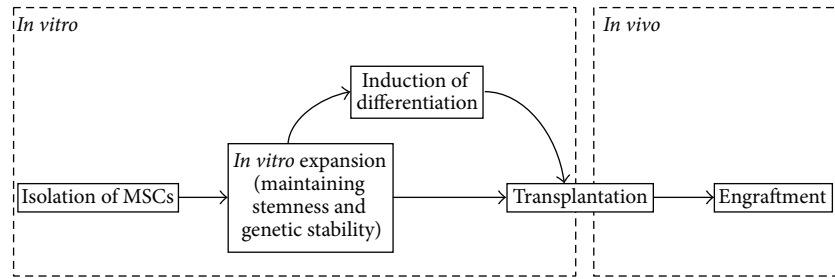 In vitro
In vivo
Induction of
differentiation
In vitro expansion
(maintaining
stemness and
genetic stability)
Isolation of MSCs
Transplantation
Engraftment